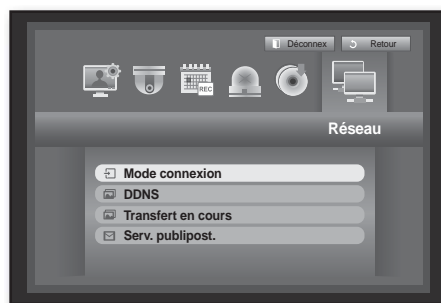 Déconnex Retour
REC
Réseau
Mode connexion
DDNS
Transfert en cours
Serv. publipost.